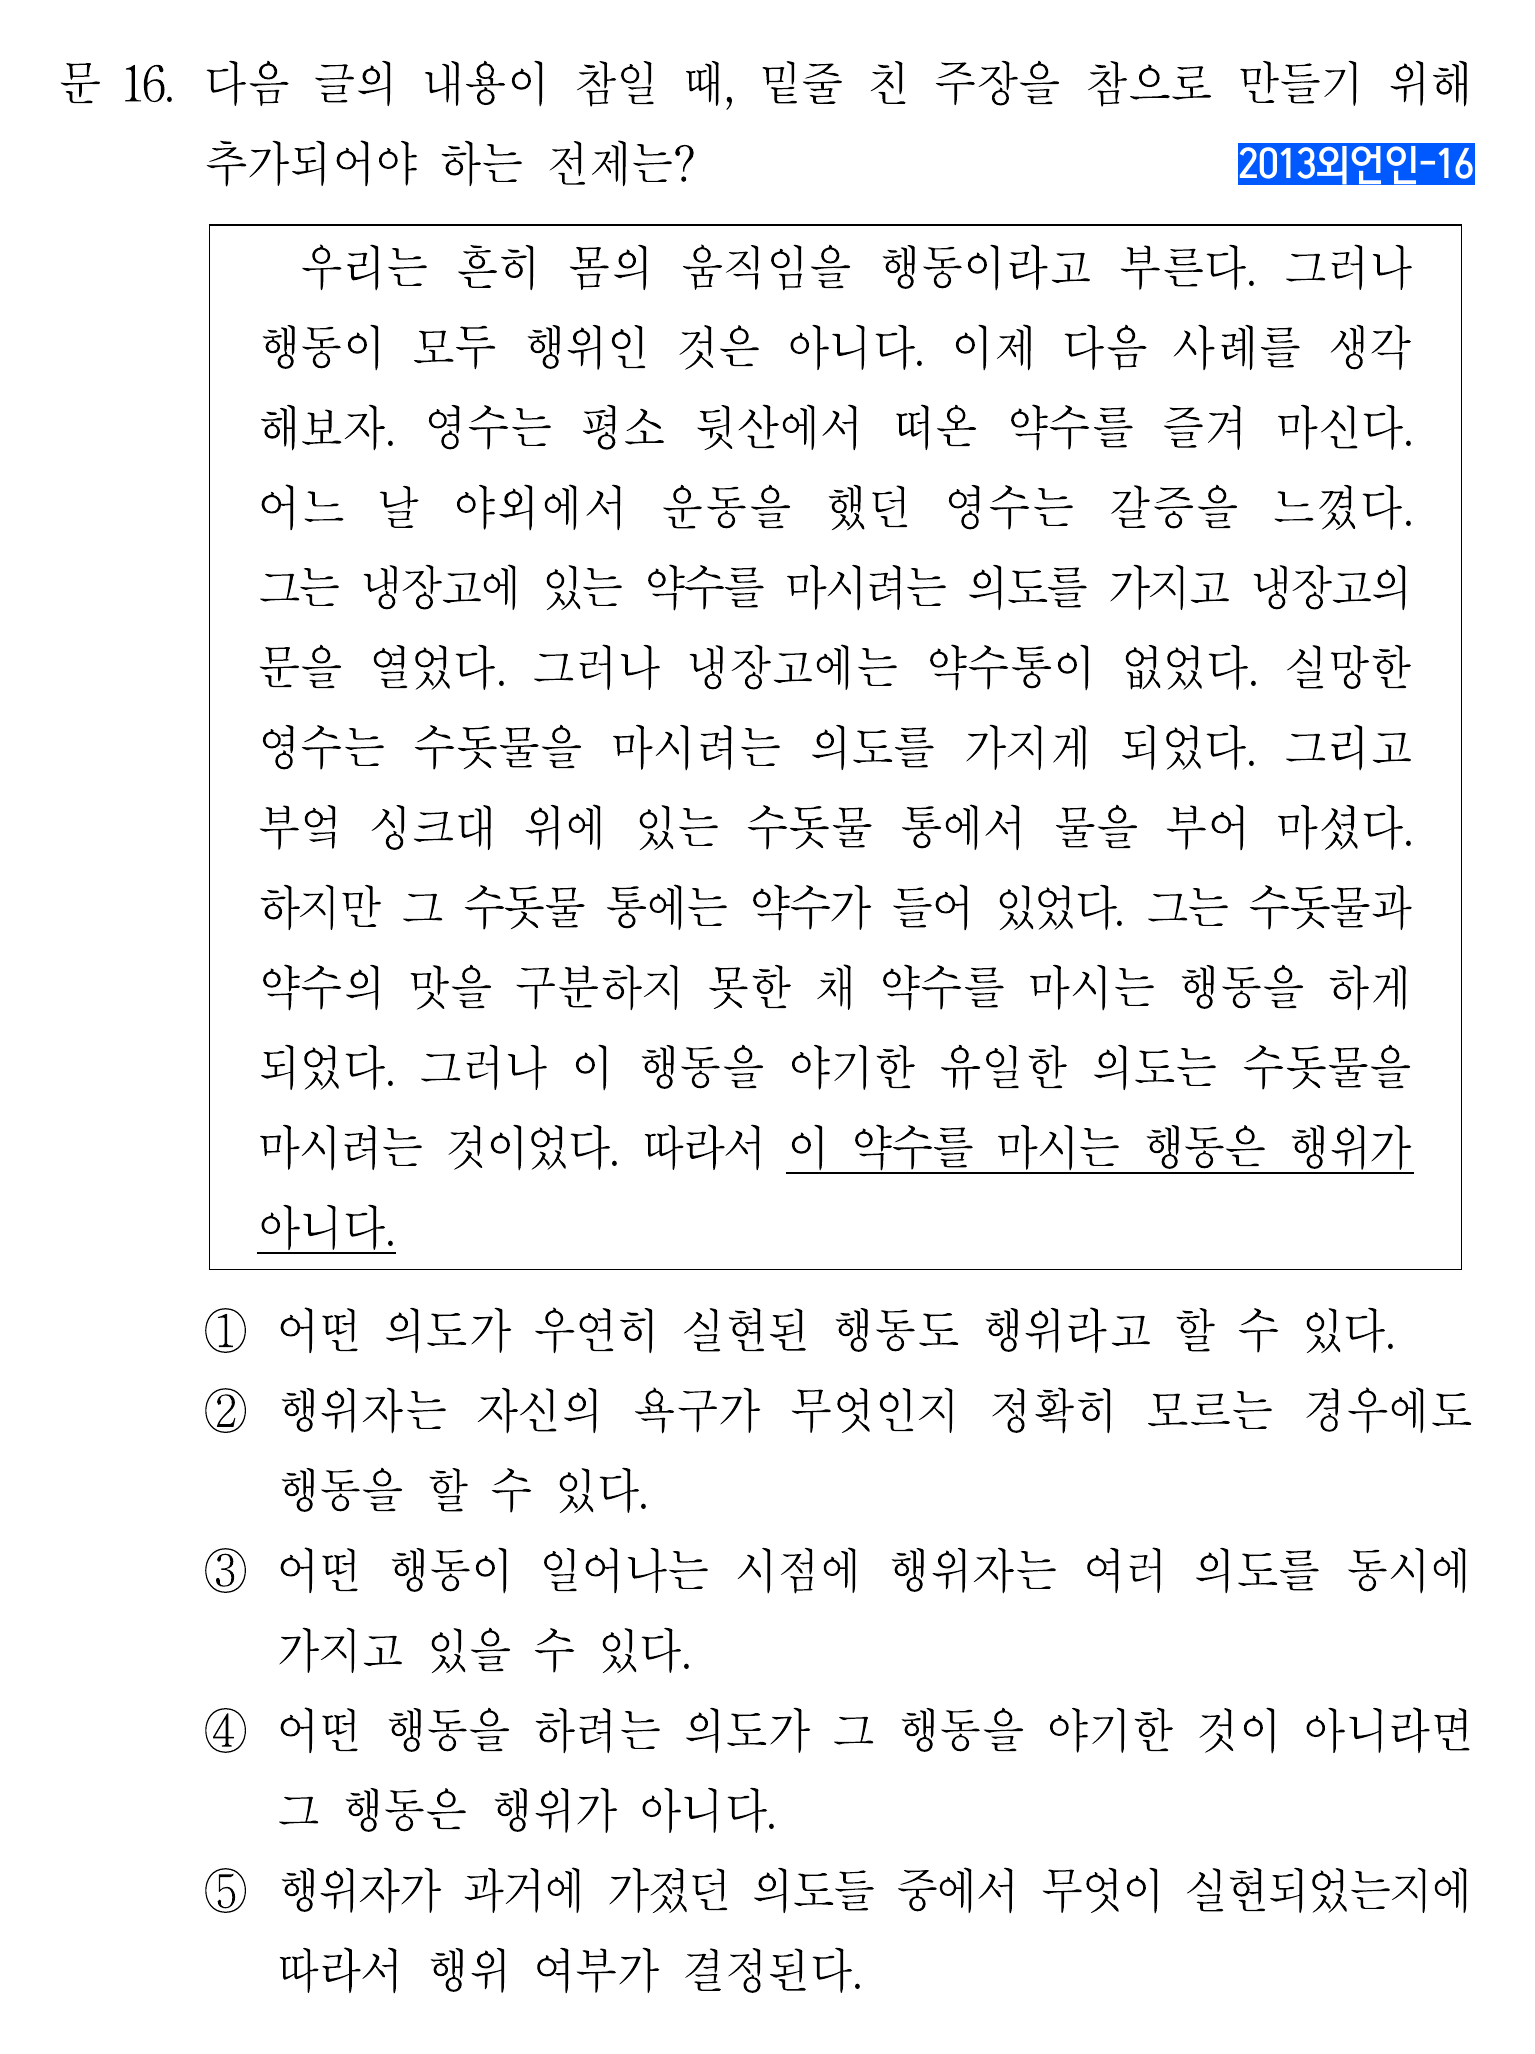 문 16. 다음 글의 내용이 참일 때, 밑줄 친 주장을 참으로 만들기 위해
추가되어야 하는 전제는?
2013외언인-16
우리는 흔히 몸의 움직임을 행동이라고 부른다. 그러나
행동이 모두 행위인 것은 아니다. 이제 다음 사례를 생각
해보자. 영수는 평소 뒷산에서 떠온 약수를 즐겨 마신다.
어느 날 야외에서 운동을 했던 영수는 갈증을 느꼈다.
그는 냉장고에 있는 약수를 마시려는 의도를 가지고 냉장고의
문을 열었다. 그러나 냉장고에는 약수통이 없었다. 실망한
영수는 수돗물을 마시려는 의도를 가지게 되었다. 그리고
부엌 싱크대 위에 있는 수돗물 통에서 물을 부어 마셨다.
하지만 그 수돗물 통에는 약수가 들어 있었다. 그는 수돗물과
약수의 맛을 구분하지 못한 채 약수를 마시는 행동을 하게
되었다. 그러나 이 행동을 야기한 유일한 의도는 수돗물을
마시려는 것이었다. 따라서 이 약수를 마시는 행동은 행위가
아니다.
① 어떤 의도가 우연히 실현된 행동도 행위라고 할 수 있다.
② 행위자는 자신의 욕구가 무엇인지 정확히 모르는 경우에도
행동을 할 수 있다.
③ 어떤 행동이 일어나는 시점에 행위자는 여러 의도를 동시에
가지고 있을 수 있다.
④ 어떤 행동을 하려는 의도가 그 행동을 야기한 것이 아니라면
그 행동은 행위가 아니다.
⑤ 행위자가 과거에 가졌던 의도들 중에서 무엇이 실현되었는지에
따라서 행위 여부가 결정된다.